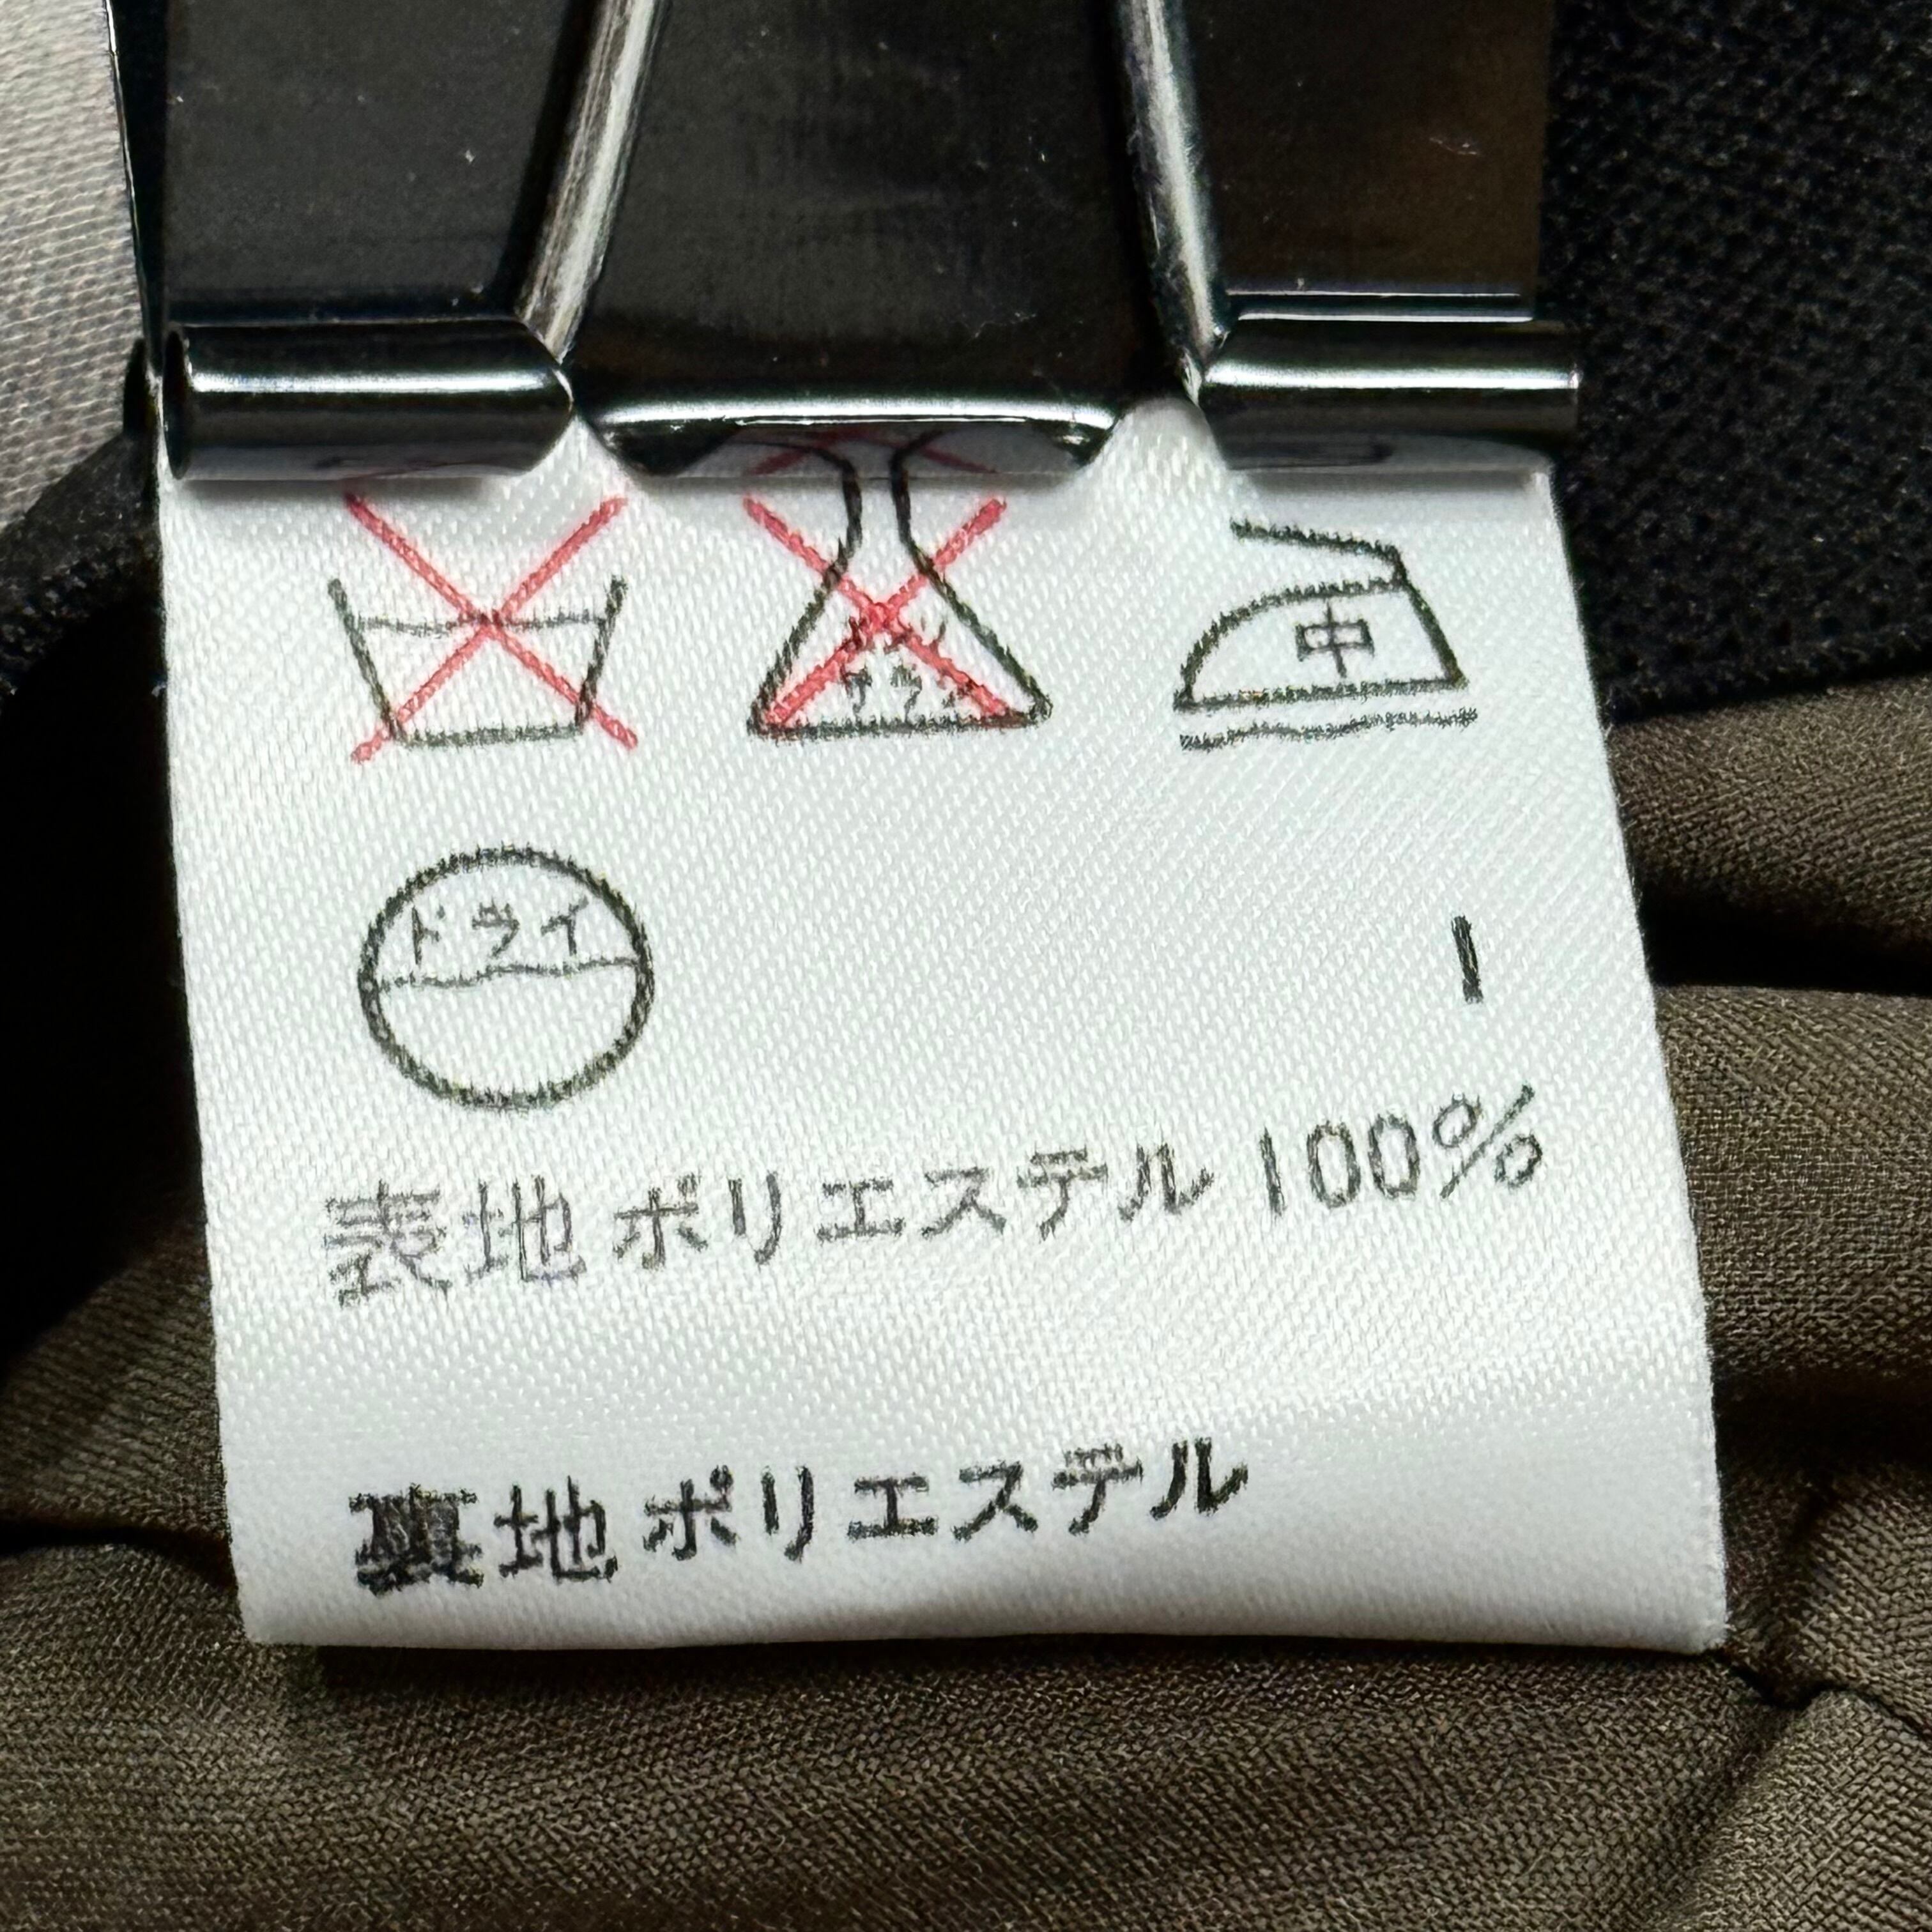 中
ドライ
1
表地 ポリエステル 100%
裏地 ポリエステル